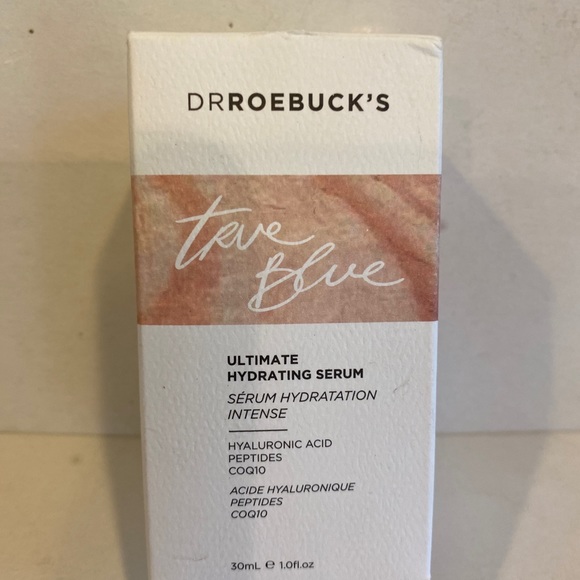 DRROEBUCK'S
True
Blue
ULTIMATE
HYDRATING SERUM
SÉRUM HYDRATATION
INTENSE
HYALURONIC ACID
PEPTIDES
COQ10
ACIDE HYALURONIQUE
PEPTIDES
COQ10
30mL ℮ 1.0fl.oz